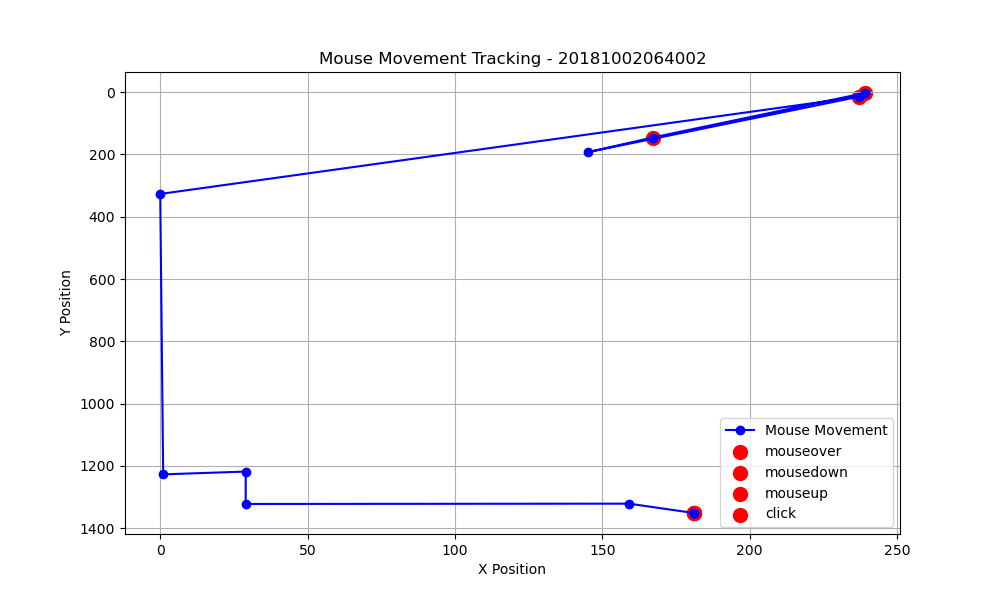 Mouse Movement Tracking - 20181002064002
0
200
400
600
800
1000
1200
1400
Y Position
Mouse Movement
mouseover
mousedown
mouseup
click
0 50 100 150 200 250
X Position